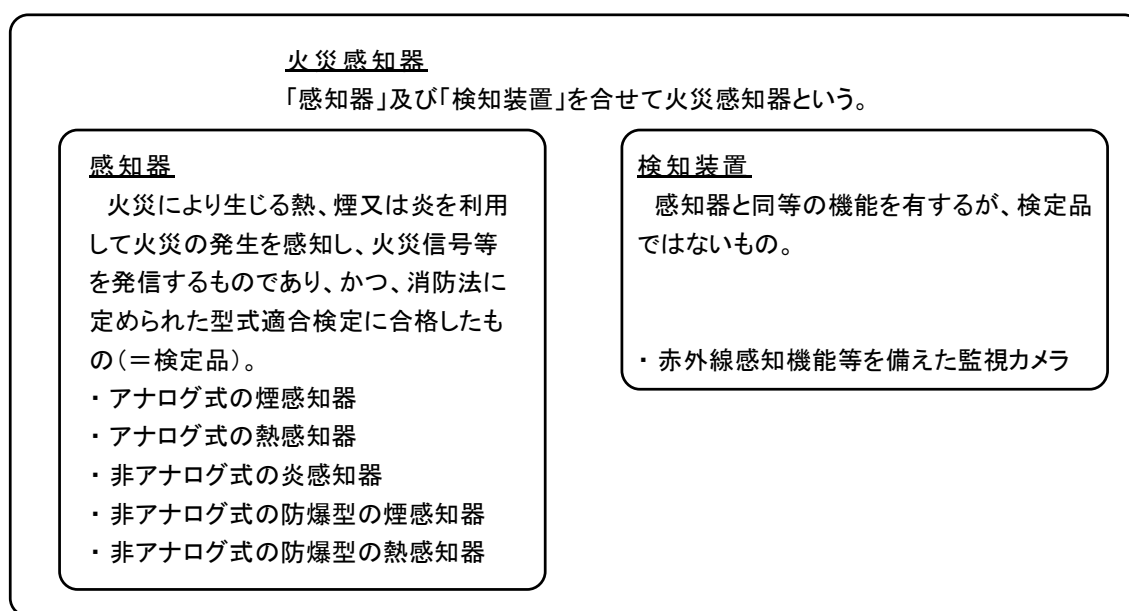 火災感知器
「感知器」及び「検知装置」を合せて火災感知器という。
感知器
火災により生じる熱、煙又は炎を利用
して火災の発生を感知し、火災信号等
を発信するものであり、かつ、消防法に
定められた型式適合検定に合格したも
の(＝検定品)。
・ アナログ式の煙感知器
・ アナログ式の熱感知器
・ 非アナログ式の炎感知器
・ 非アナログ式の防爆型の煙感知器
・ 非アナログ式の防爆型の熱感知器
検知装置
感知器と同等の機能を有するが、検定品
ではないもの。
・ 赤外線感知機能等を備えた監視カメラ